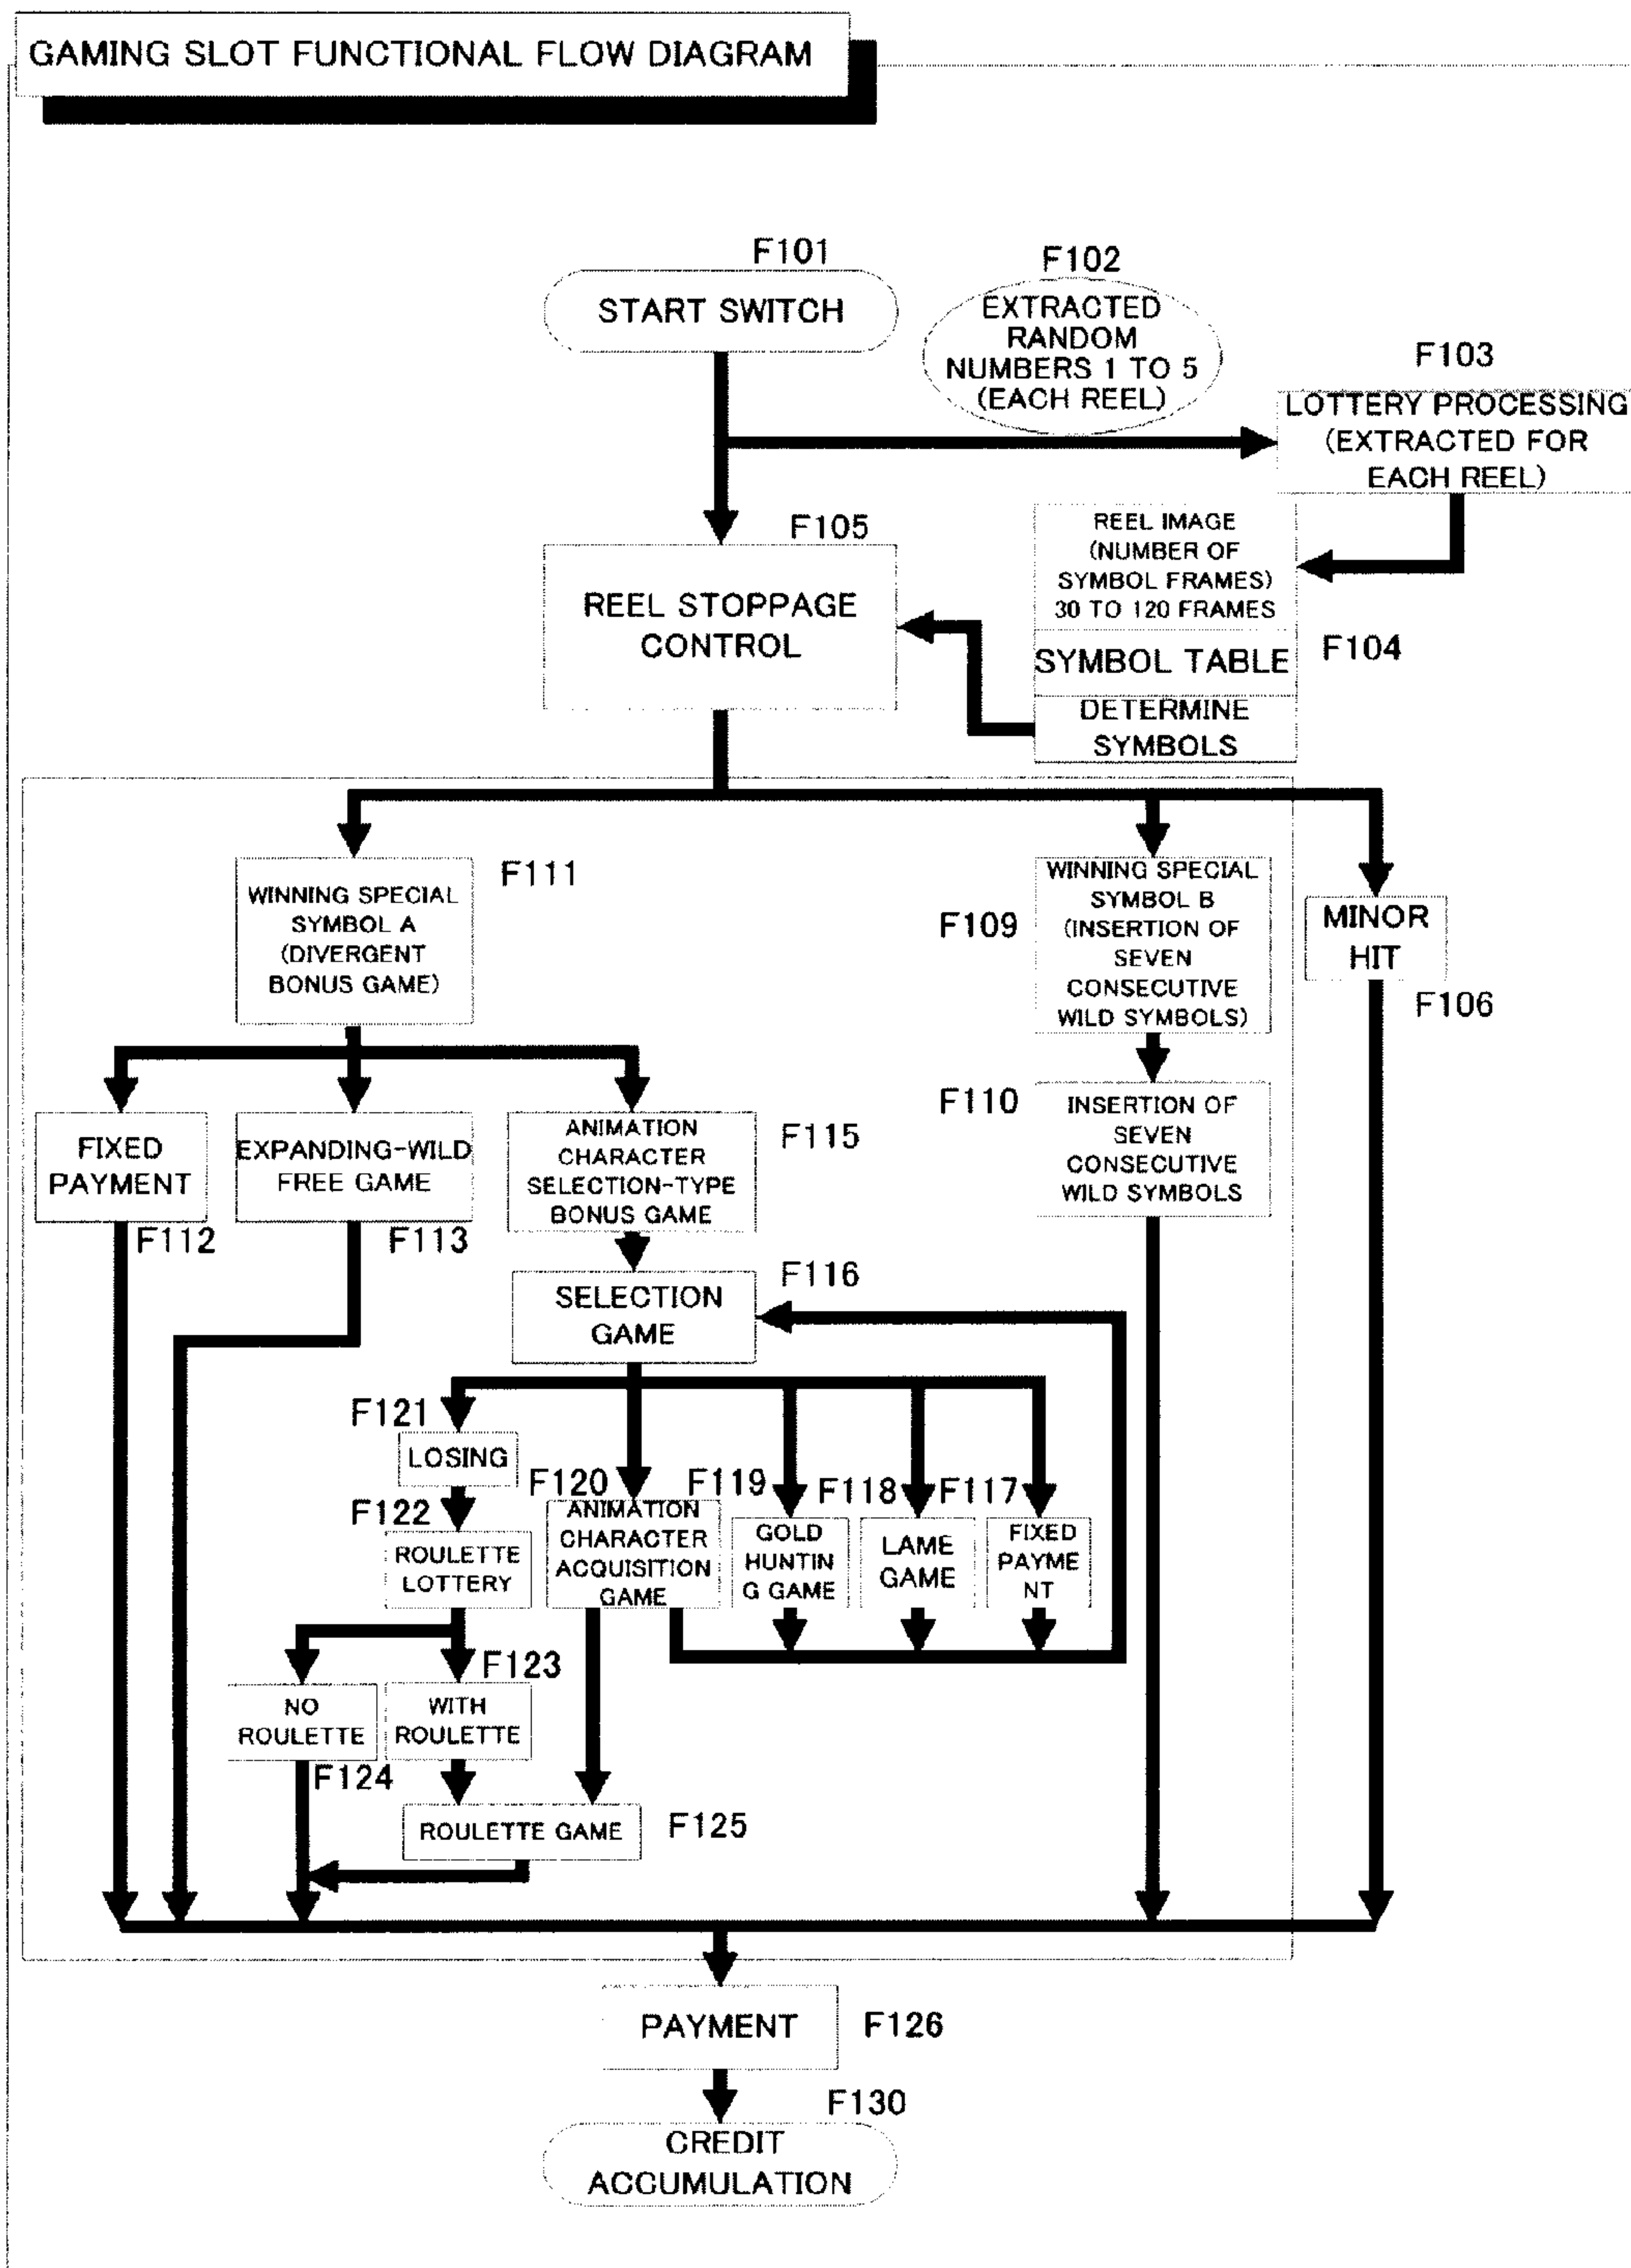 GAMING SLOT FUNCTIONAL FLOW DIAGRAM
F101
START SWITCH
F102
EXTRACTED
RANDOM
NUMBERS 1 TO 5
(EACH REEL)
F103
LOTTERY PROCESSING
(EXTRACTED FOR
EACH REEL)
F105
REEL STOPPAGE
CONTROL
REEL IMAGE
(NUMBER OF
SYMBOL FRAMES)
30 TO 120 FRAMES
SYMBOL TABLE
F104
DETERMINE
SYMBOLS
F111
WINNING SPECIAL
SYMBOL A
(DIVERGENT
BONUS GAME)
F109
WINNING SPECIAL
SYMBOL B
(INSERTION OF
SEVEN
CONSECUTIVE
WILD SYMBOLS)
MINOR
HIT
F106
FIXED
PAYMENT
F112
EXPANDING-WILD
FREE GAME
F113
ANIMATION
CHARACTER
SELECTION-TYPE
BONUS GAME
F115
F110
INSERTION OF
SEVEN
CONSECUTIVE
WILD SYMBOLS
SELECTION
GAME
F116
F121
LOSING
F122
ROULETTE
LOTTERY
F120
ANIMATION
CHARACTER
ACQUISITION
GAME
F119
GOLD
HUNTIN
G GAME
F118
LAME
GAME
F117
FIXED
PAYME
NT
NO
ROULETTE
F124
F123
WITH
ROULETTE
ROULETTE GAME
F125
PAYMENT
F126
F130
CREDIT
ACCUMULATION